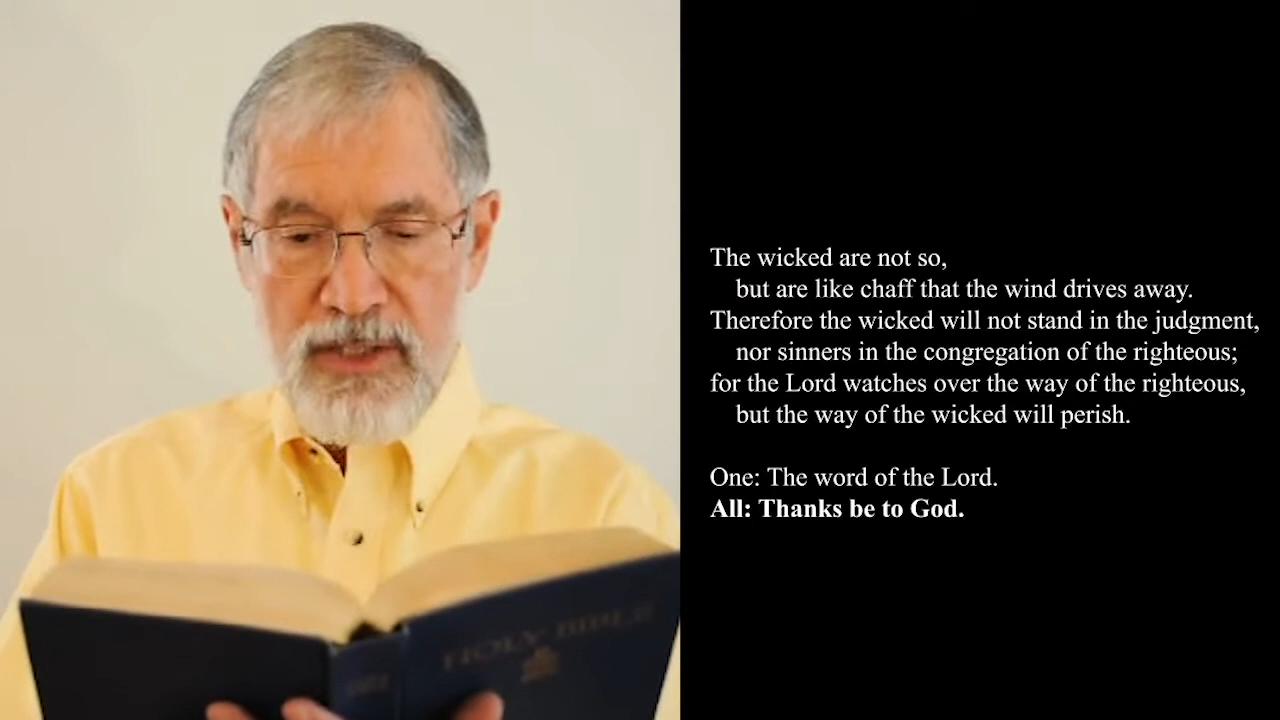 The wicked are not so,
but are like chaff that the wind drives away.
Therefore the wicked will not stand in the judgment,
nor sinners in the congregation of the righteous;
for the Lord watches over the way of the righteous,
but the way of the wicked will perish.
One: The word of the Lord.
All: Thanks be to God.
HOLY BIBLE